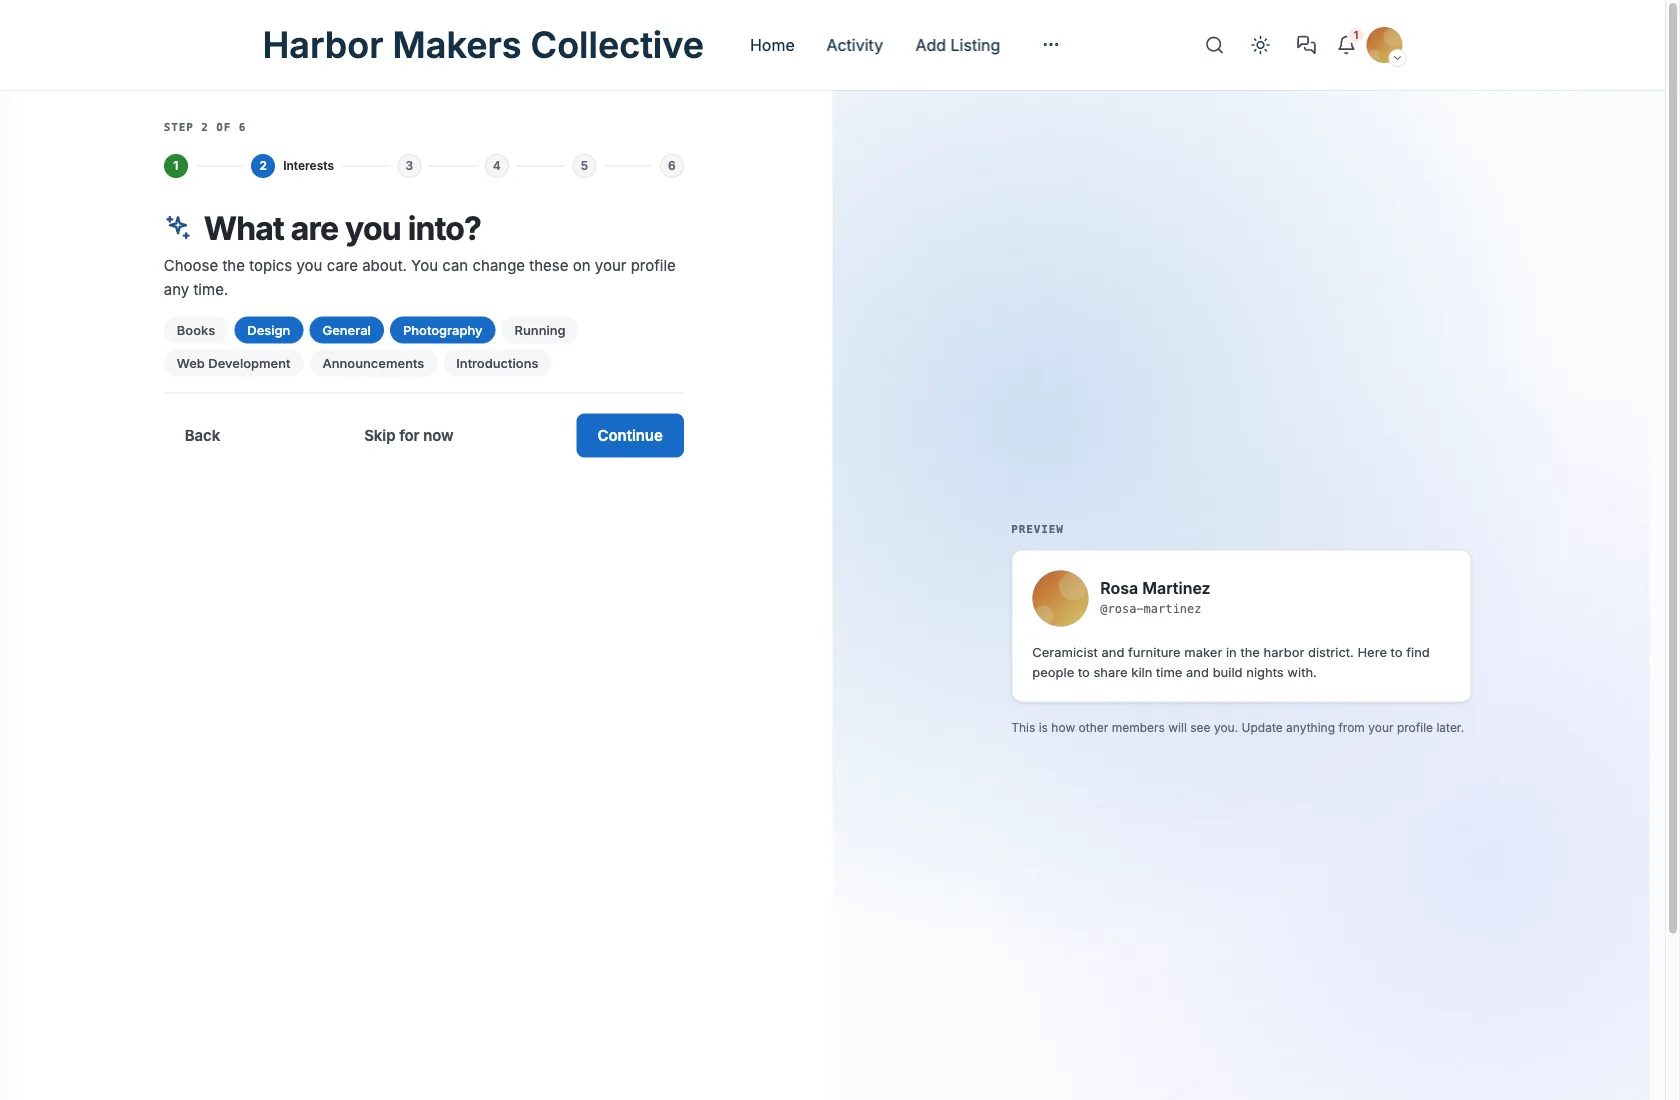 Harbor Makers Collective
Home
Activity
Add Listing
1
STEP 2 OF 6
1
2
Interests
3
4
5
6
What are you into?
Choose the topics you care about. You can change these on your profile
any time.
Books
Design
General
Photography
Running
Web Development
Announcements
Introductions
Back
Skip for now
Continue
PREVIEW
Rosa Martinez
@rosa-martinez
Ceramicist and furniture maker in the harbor district. Here to find
people to share kiln time and build nights with.
This is how other members will see you. Update anything from your profile later.